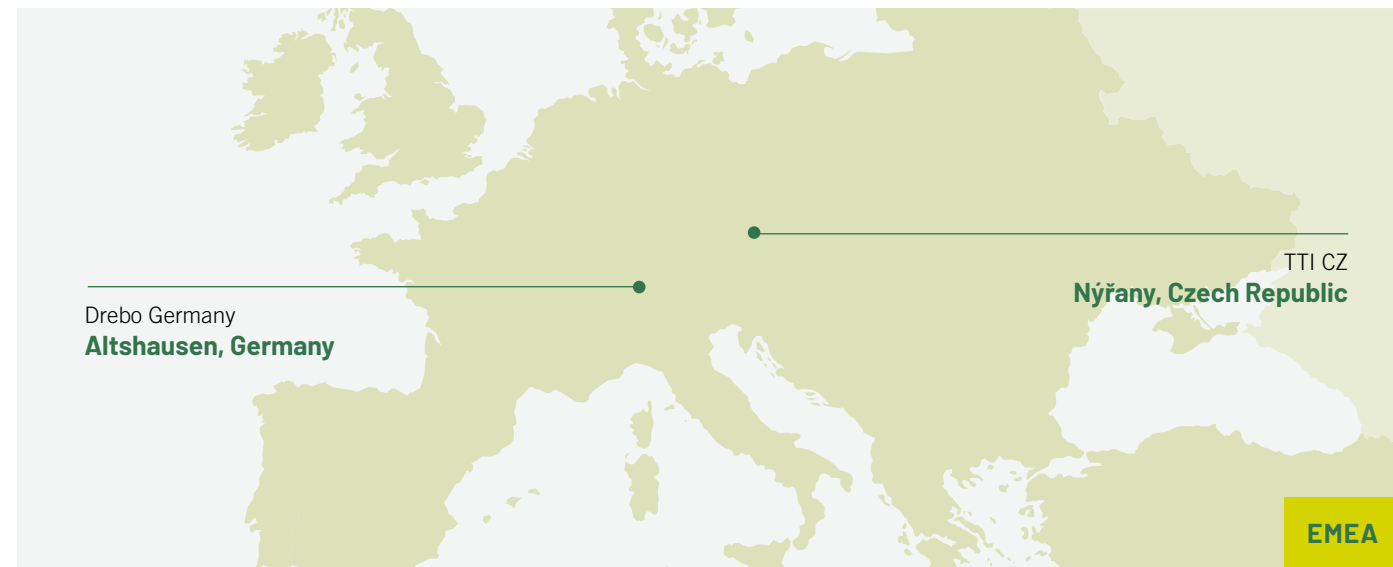 TTI CZ
Nýřany, Czech Republic
Drebo Germany
Altshausen, Germany
EMEA